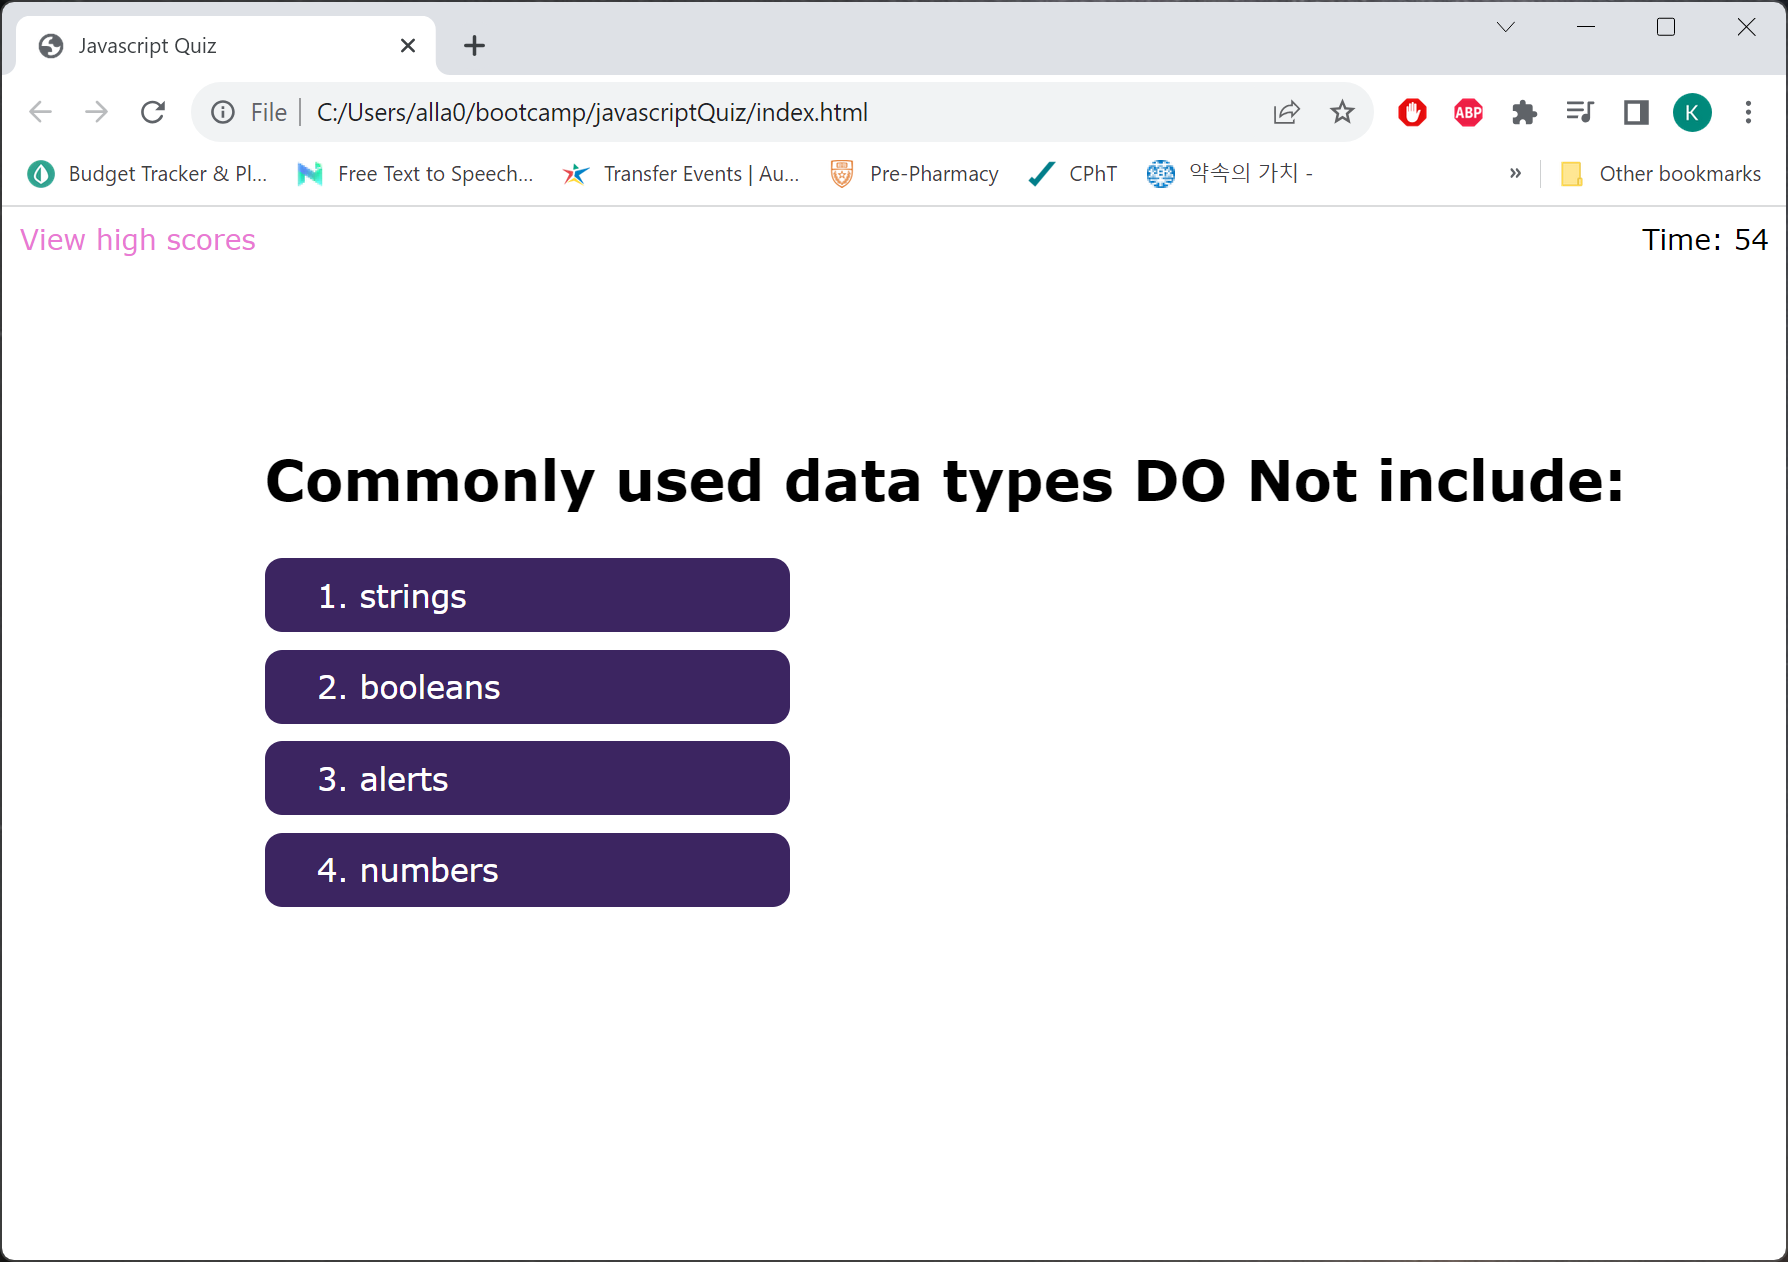 Javascript Quiz
File | C:/Users/alla0/bootcamp/javascriptQuiz/index.html
ABP
K
Budget Tracker & Pl...
Free Text to Speech...
Transfer Events | Au...
Pre-Pharmacy
CPhT
약속의 가치 -
»
Other bookmarks
View high scores
Time: 54
Commonly used data types DO Not include:
1. strings
2. booleans
3. alerts
4. numbers